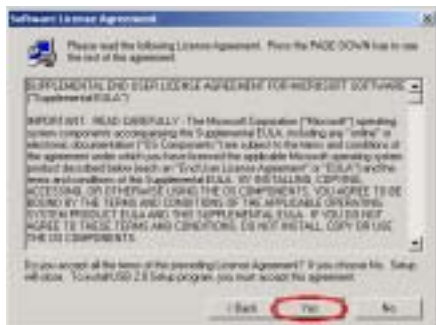 Software License Agreement
Please read the following License Agreement. Press the PAGE DOWN key to see
the rest of the agreement.
SUPPLEMENTAL END USER LICENSE AGREEMENT FOR MICROSOFT SOFTWARE
("Supplemental EULA")
IMPORTANT: READ CAREFULLY - The Microsoft Corporation ("Microsoft") operating
system components accompanying this Supplemental EULA, including any "online" or
electronic documentation ("OS Components") are subject to the terms and conditions of
the agreement under which you have licensed the applicable Microsoft operating system
product described below (each an "End User License Agreement" or "EULA") and the
terms and conditions of this Supplemental EULA. BY INSTALLING, COPYING,
ACCESSING, OR OTHERWISE USING THE OS COMPONENTS, YOU AGREE TO BE
BOUND BY THE TERMS AND CONDITIONS OF THE APPLICABLE OPERATING
SYSTEM PRODUCT EULA AND THIS SUPPLEMENTAL EULA. IF YOU DO NOT
AGREE TO THESE TERMS AND CONDITIONS, DO NOT INSTALL, COPY OR USE
THE OS COMPONENTS.
Do you accept all the terms of the preceding License Agreement? If you choose No, Setup
will close. To install USB 2.0 Setup program, you must accept this agreement.
< Back
Yes
No